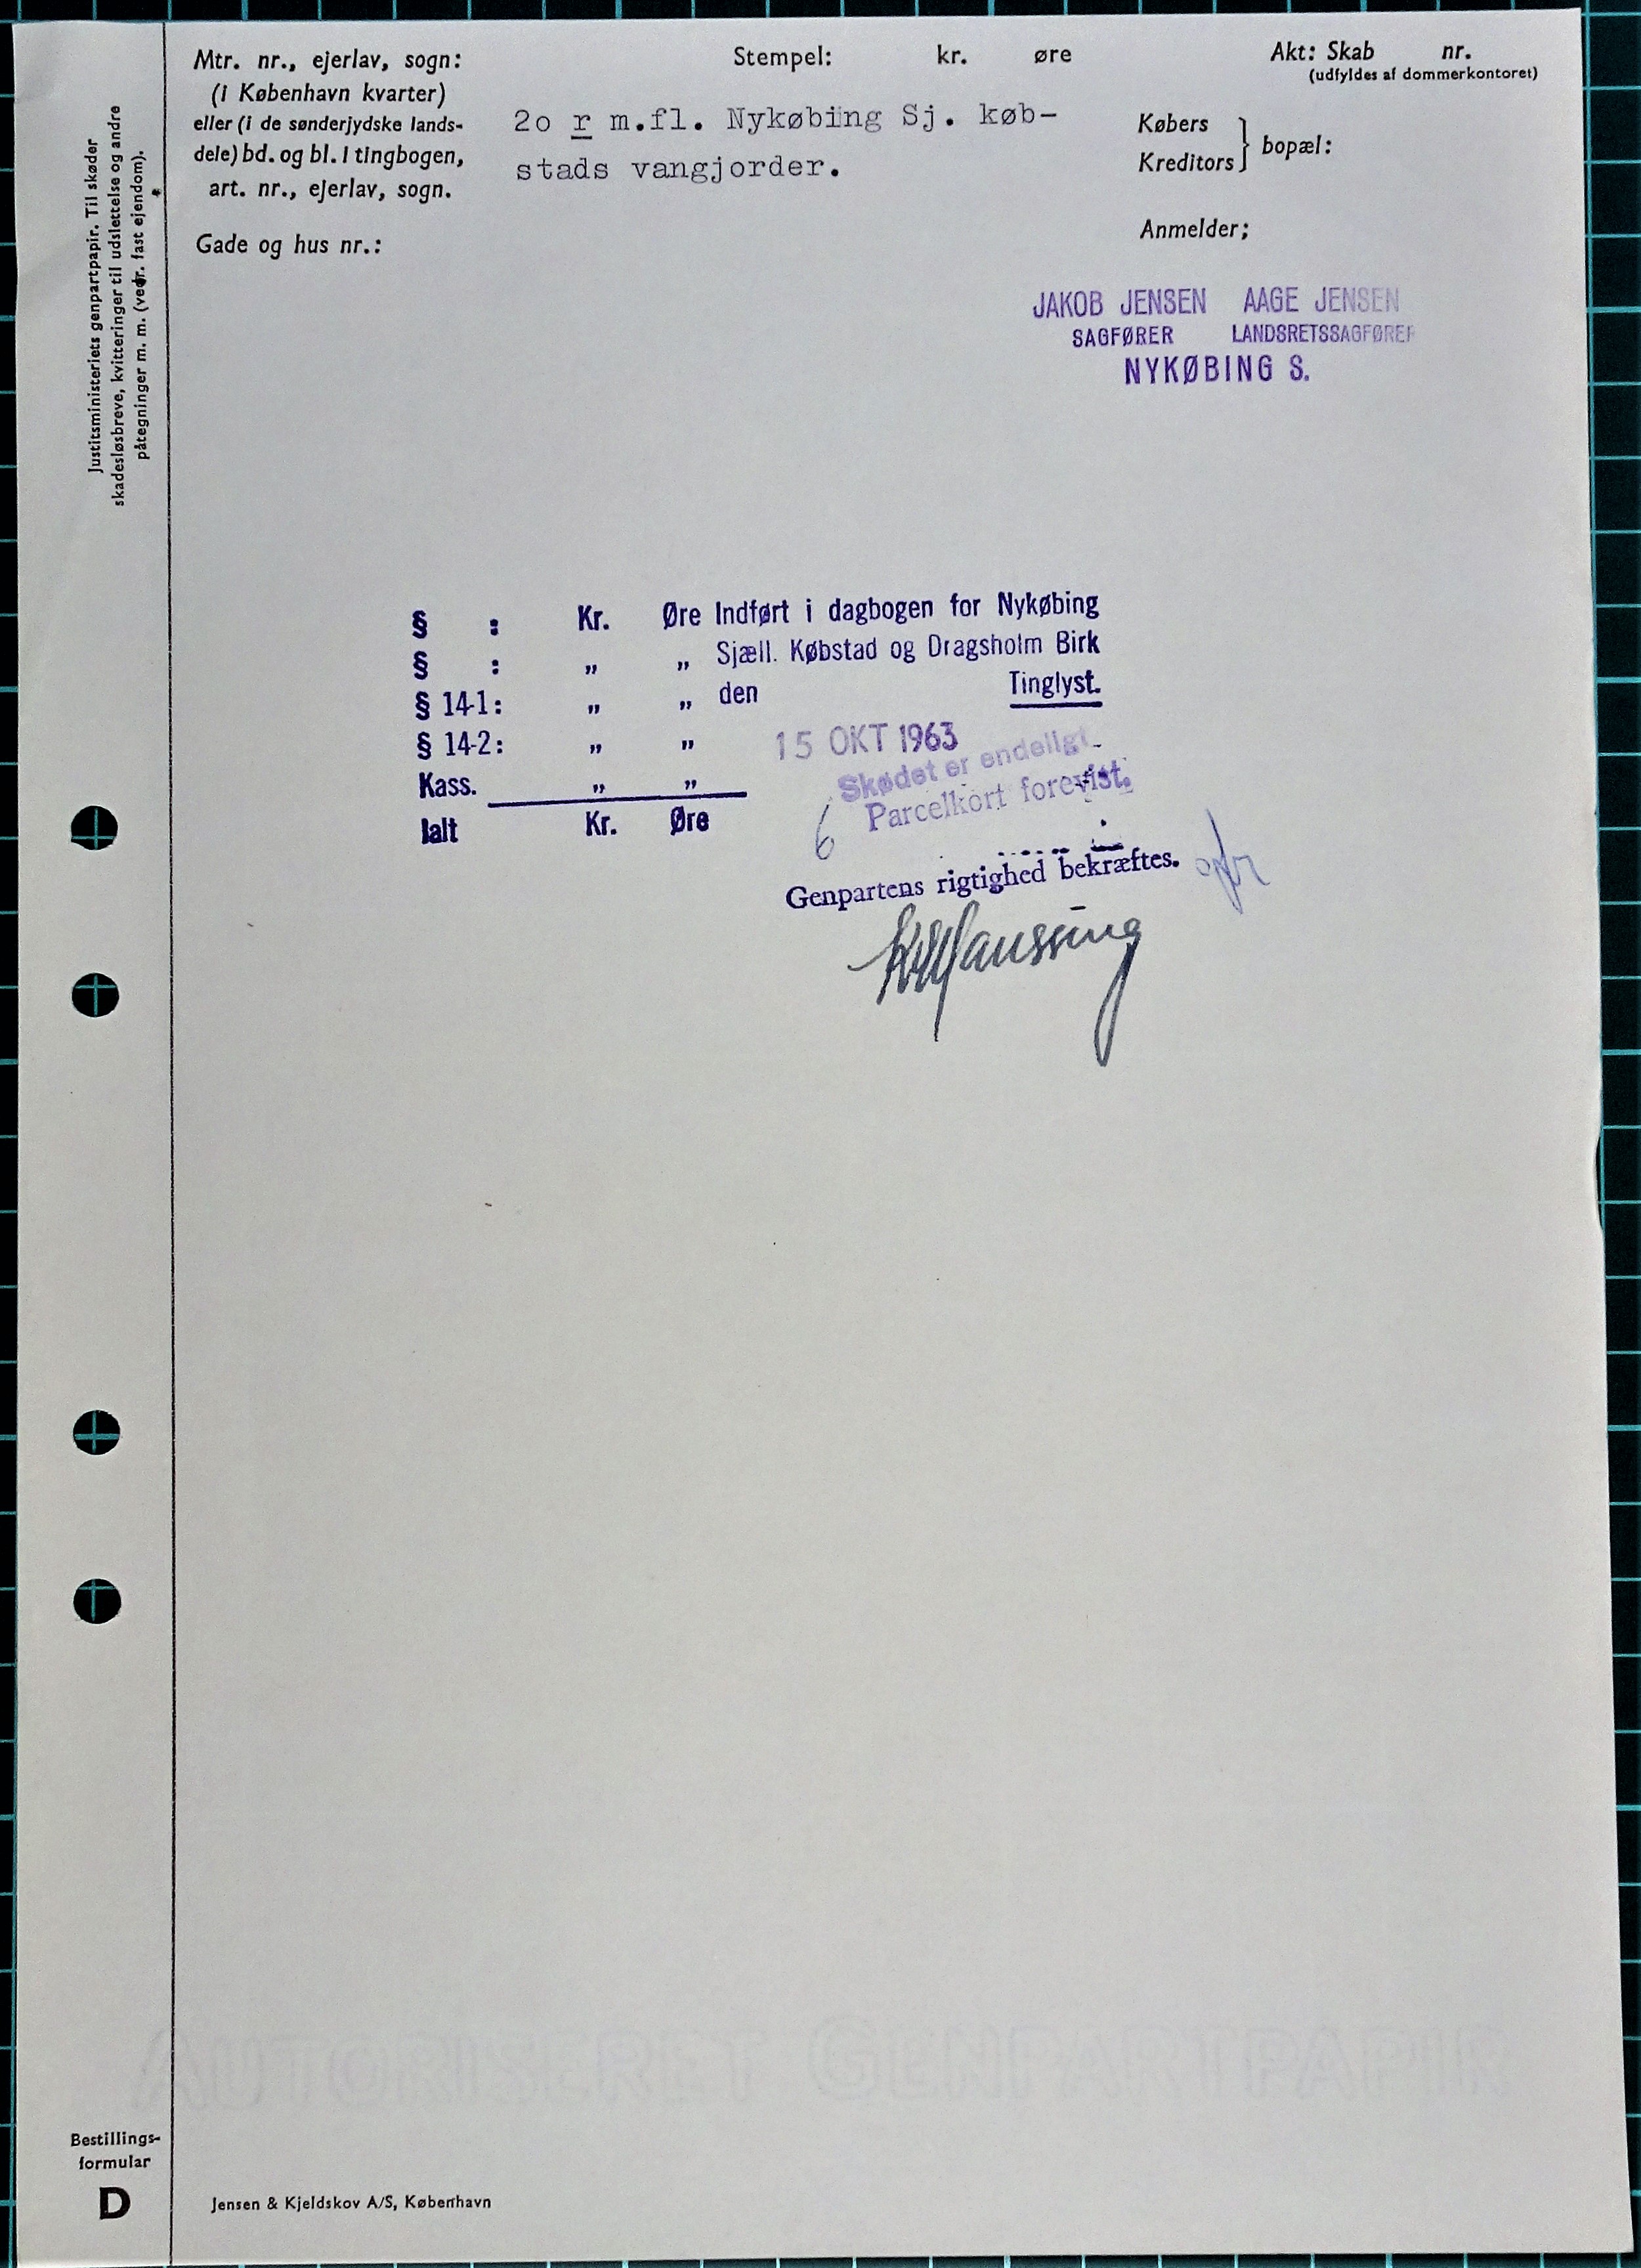 Justitsministeriets genpartpapir. Til skøder
skadesløsbreve, kvitteringer til udslettelse og andre
påtegninger m. m. (vedr. fast ejendom).
Mtr. nr., ejerlav, sogn:
(i København kvarter)
eller (i de sønderjydske lands-
dele) bd. og bl. i tingbogen,
art. nr., ejerlav, sogn.
Gade og hus nr.:
Stempel: kr. øre
2o r m.fl. Nykøbing Sj. køb-
stads vangjorder.
Akt: Skab nr.
(udfyldes af dommerkontoret)
Købers
Kreditors } bopæl:
Anmelder;
JAKOB JENSEN AAGE JENSEN
SAGFØRER LANDSRETSSAGFØRER
NYKØBING S.
§ : Kr. Øre Indført i dagbogen for Nykøbing
§ : „ „ Sjæll. Købstad og Dragsholm Birk
§ 14-1: „ „ den Tinglyst.
§ 14-2: „ „ 15 OKT 1963
Kass. „ „ Skødet er endeligt
Ialt Kr. Øre 6 Parcelkort forevist.
Genpartens rigtighed bekræftes.
AUTORISERET GENPARTPAPIR
Bestillings-
formular
D
Jensen & Kjeldskov A/S, København